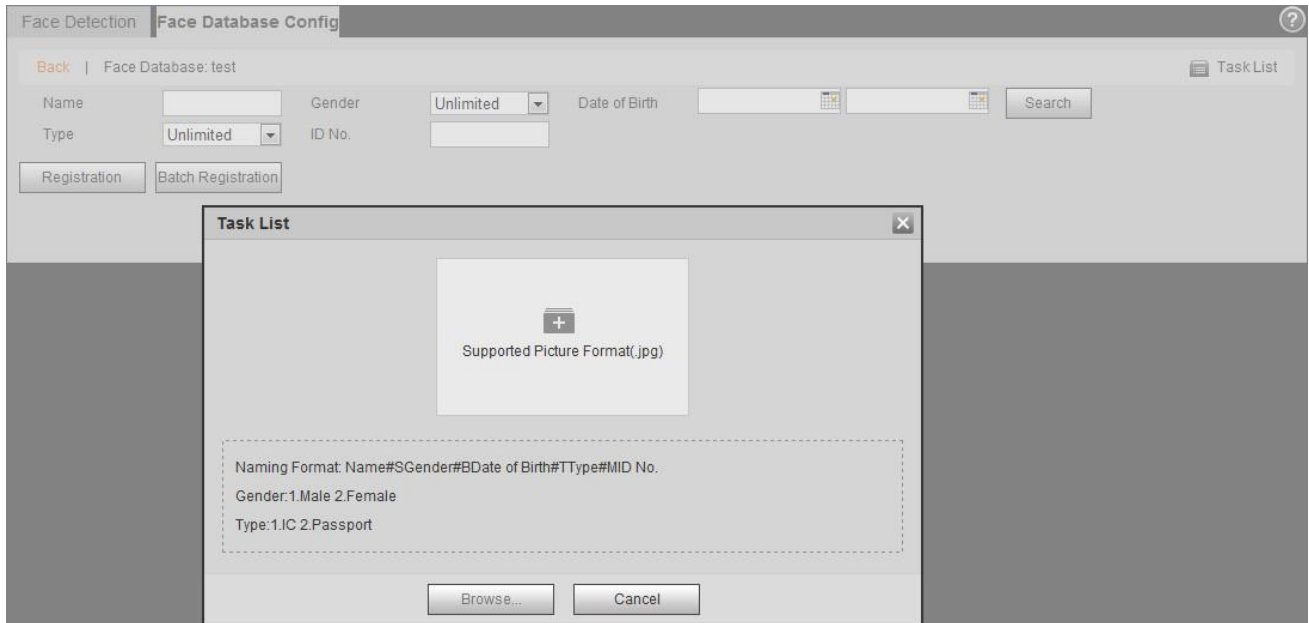 Face Detection Face Database Config ?
Back | Face Database: test Task List
Name Gender Unlimited Date of Birth Search
Type Unlimited ID No.
Registration Batch Registration
Task List
Supported Picture Format(.jpg)
Naming Format: Name#SGender#BDate of Birth#TType#MID No.
Gender:1.Male 2.Female
Type:1.IC 2.Passport
Browse... Cancel